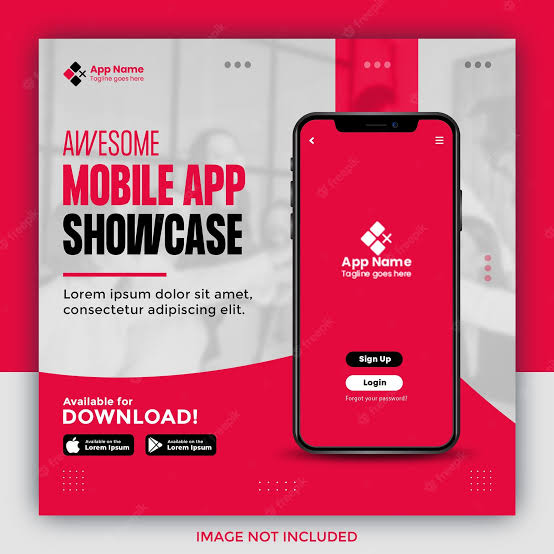 App Name
Tagline goes here
AWESOME
MOBILE APP
SHOWCASE
Lorem ipsum dolor sit amet,
consectetur adipiscing elit.
Available for
DOWNLOAD!
Available on the
Lorem Ipsum
Available on the
Lorem Ipsum
App Name
Tagline goes here
Sign Up
Login
Forgot your password?
IMAGE NOT INCLUDED
freepik